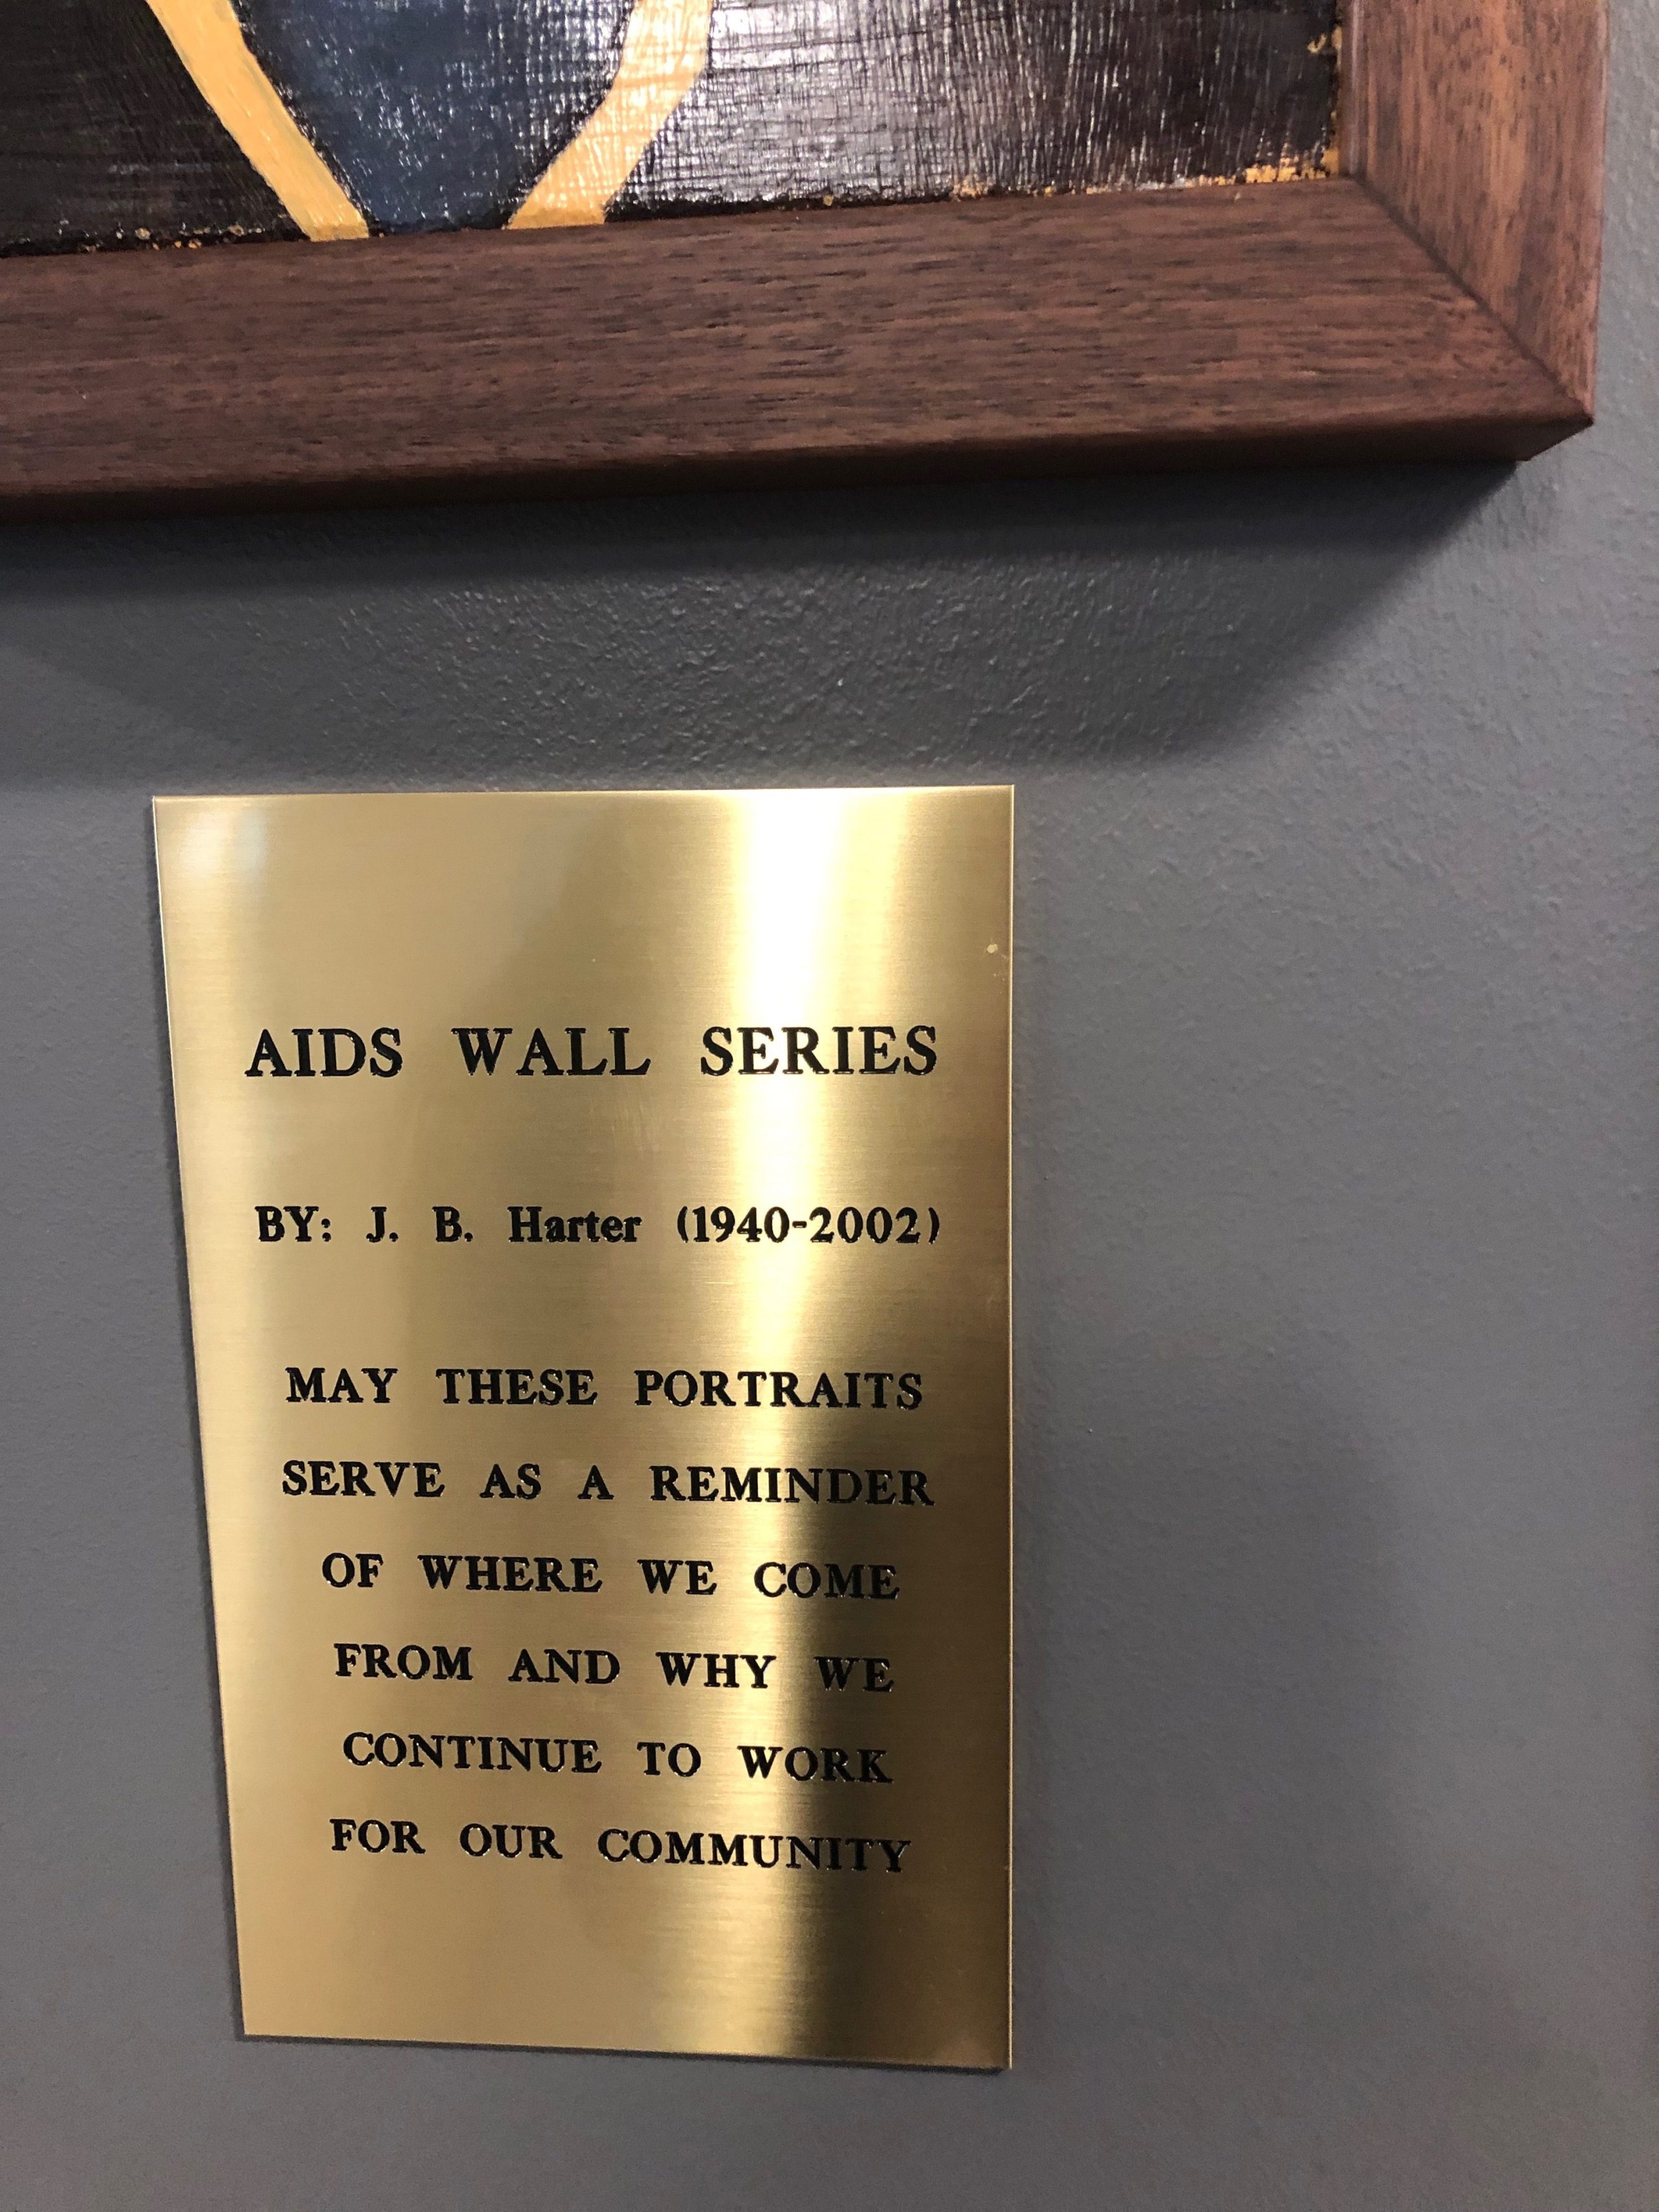 AIDS WALL SERIES
BY: J. B. Harter (1940-2002)
MAY THESE PORTRAITS
SERVE AS A REMINDER
OF WHERE WE COME
FROM AND WHY WE
CONTINUE TO WORK
FOR OUR COMMUNITY